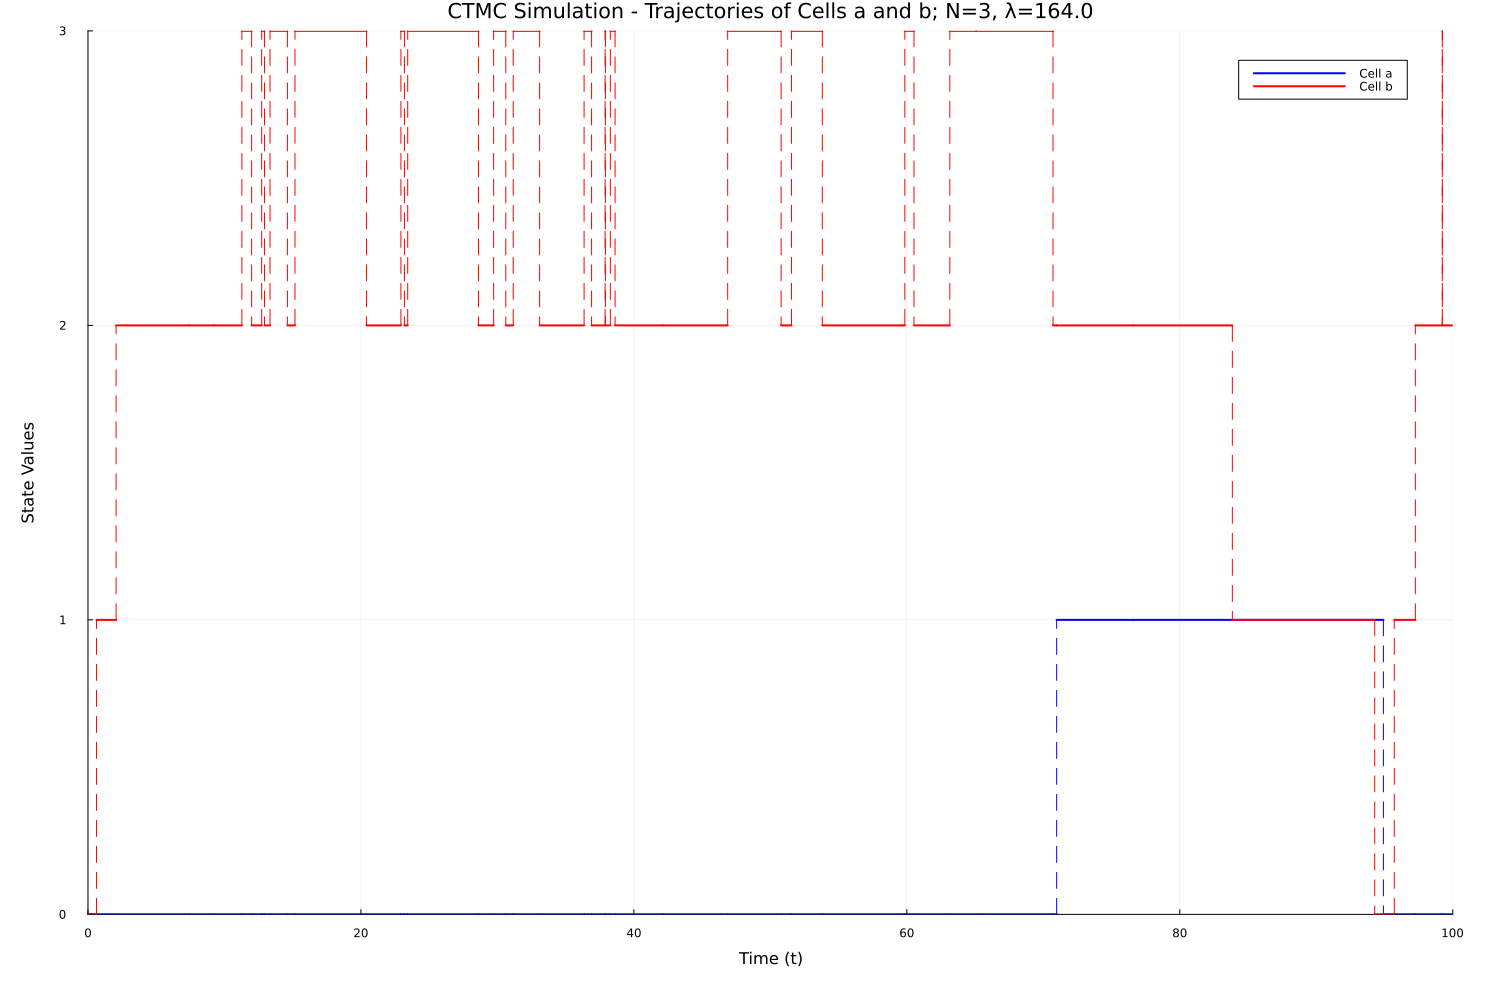 CTMC Simulation - Trajectories of Cells a and b; N=3, λ=164.0
3
Cell a
Cell b
2
State Values
1
0
0 20 40 60 80 100
Time (t)